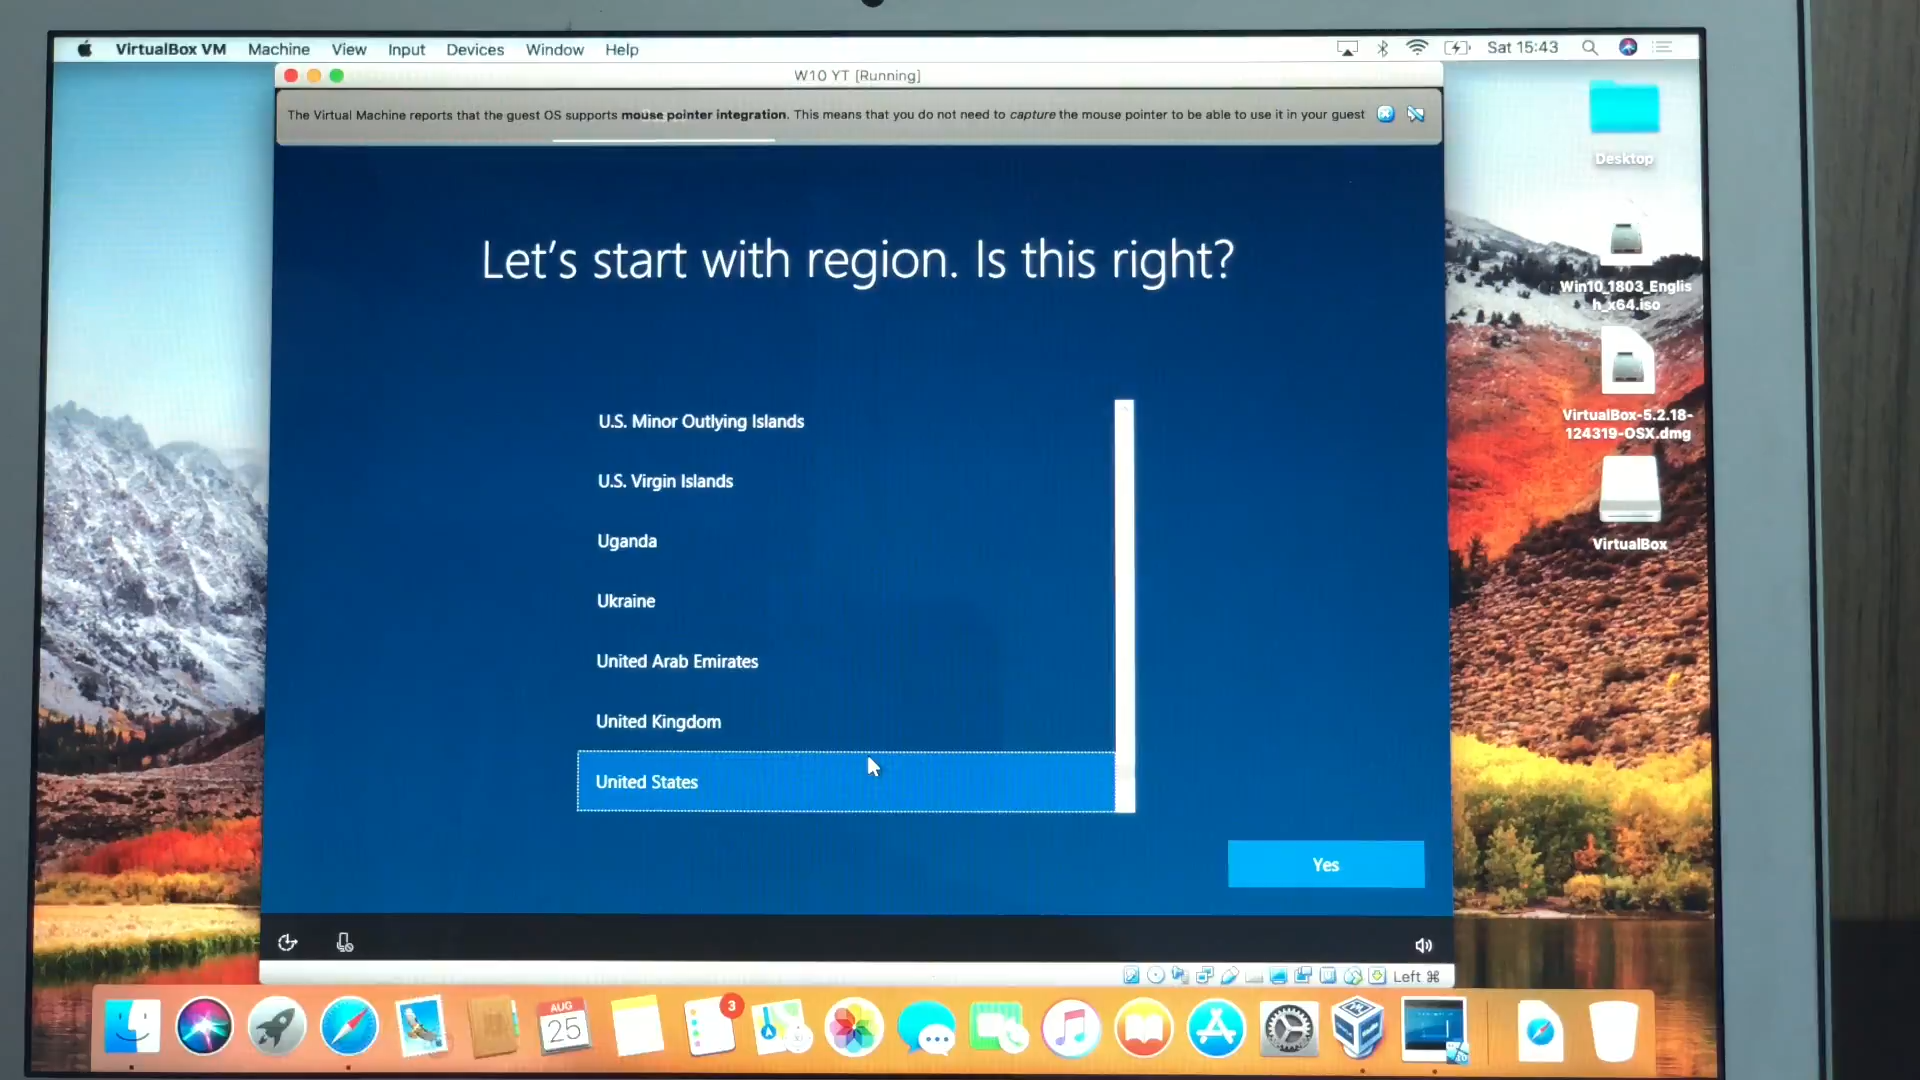 VirtualBox VM Machine View Input Devices Window Help Sat 15:43
W10 YT [Running]
The Virtual Machine reports that the guest OS supports mouse pointer integration. This means that you do not need to capture the mouse pointer to be able to use it in your guest
Desktop
Let's start with region. Is this right?
Win10_1803_Englis
h_x64.iso
VirtualBox-5.2.18-
124319-OSX.dmg
VirtualBox
U.S. Minor Outlying Islands
U.S. Virgin Islands
Uganda
Ukraine
United Arab Emirates
United Kingdom
United States
Yes
Left ⌘
3
AUG
25